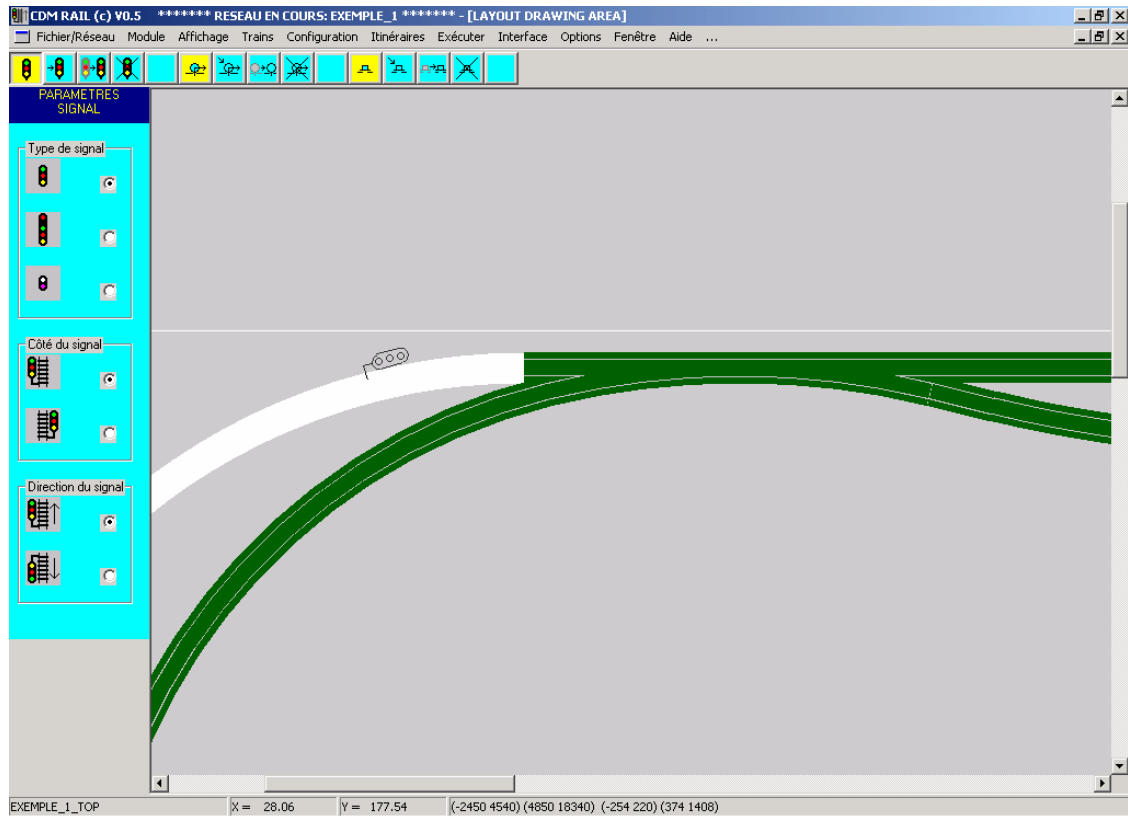 CDM RAIL (c) V0.5 ******* RESEAU EN COURS: EXEMPLE_1 ******* - [LAYOUT DRAWING AREA]
Fichier/Réseau Module Affichage Trains Configuration Itinéraires Exécuter Interface Options Fenêtre Aide ...
PARAMETRES
SIGNAL
Type de signal
Côté du signal
Direction du signal
EXEMPLE_1_TOP X = 28.06 Y = 177.54 (-2450 4540) (4850 18340) (-254 220) (374 1408)